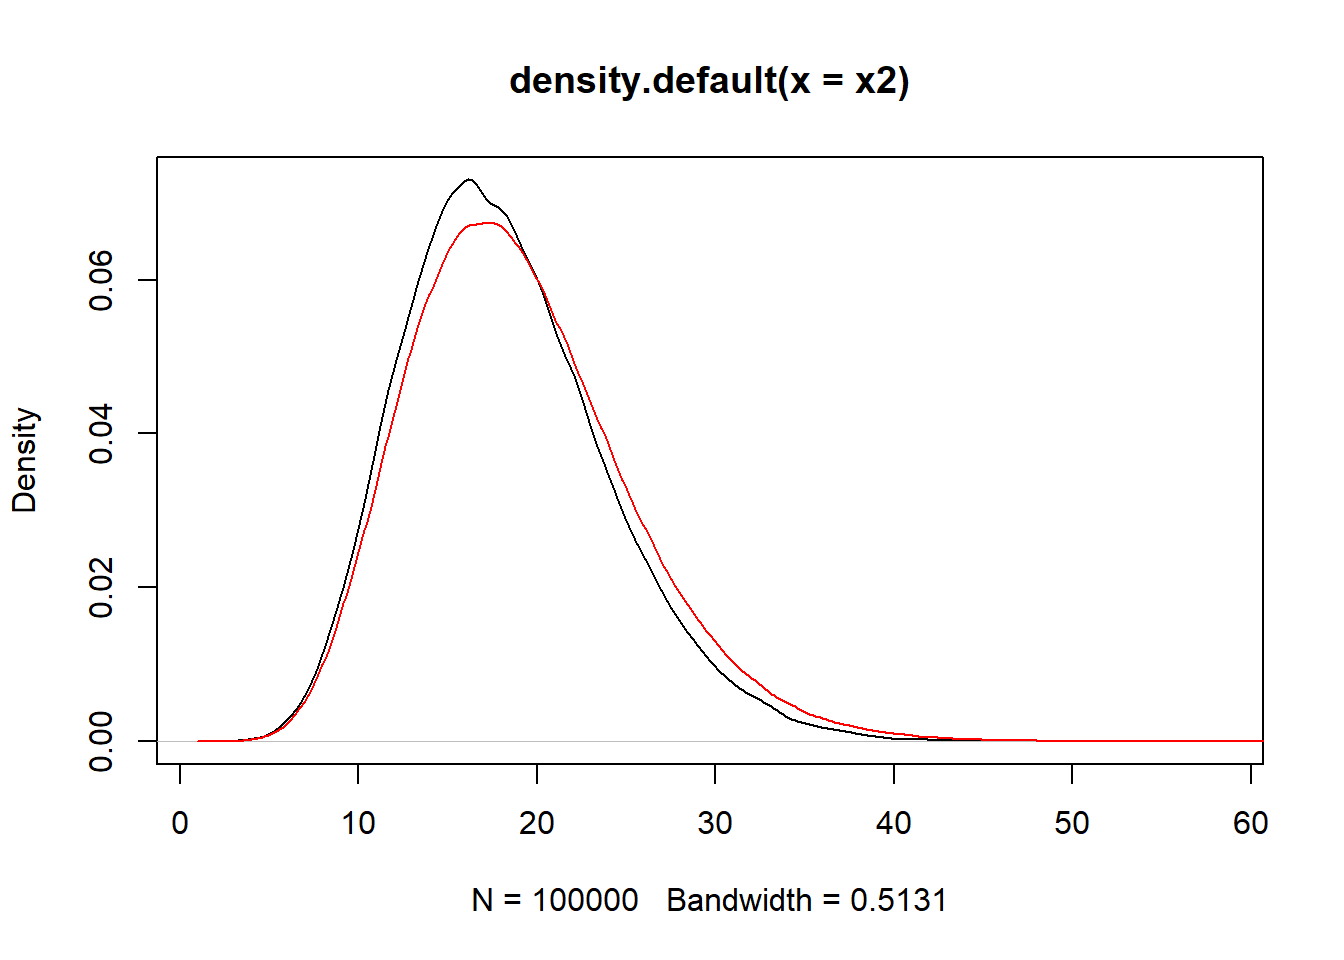 density.default(x = x2)
Density
0.00
0.02
0.04
0.06
0 10 20 30 40 50 60
N = 100000 Bandwidth = 0.5131